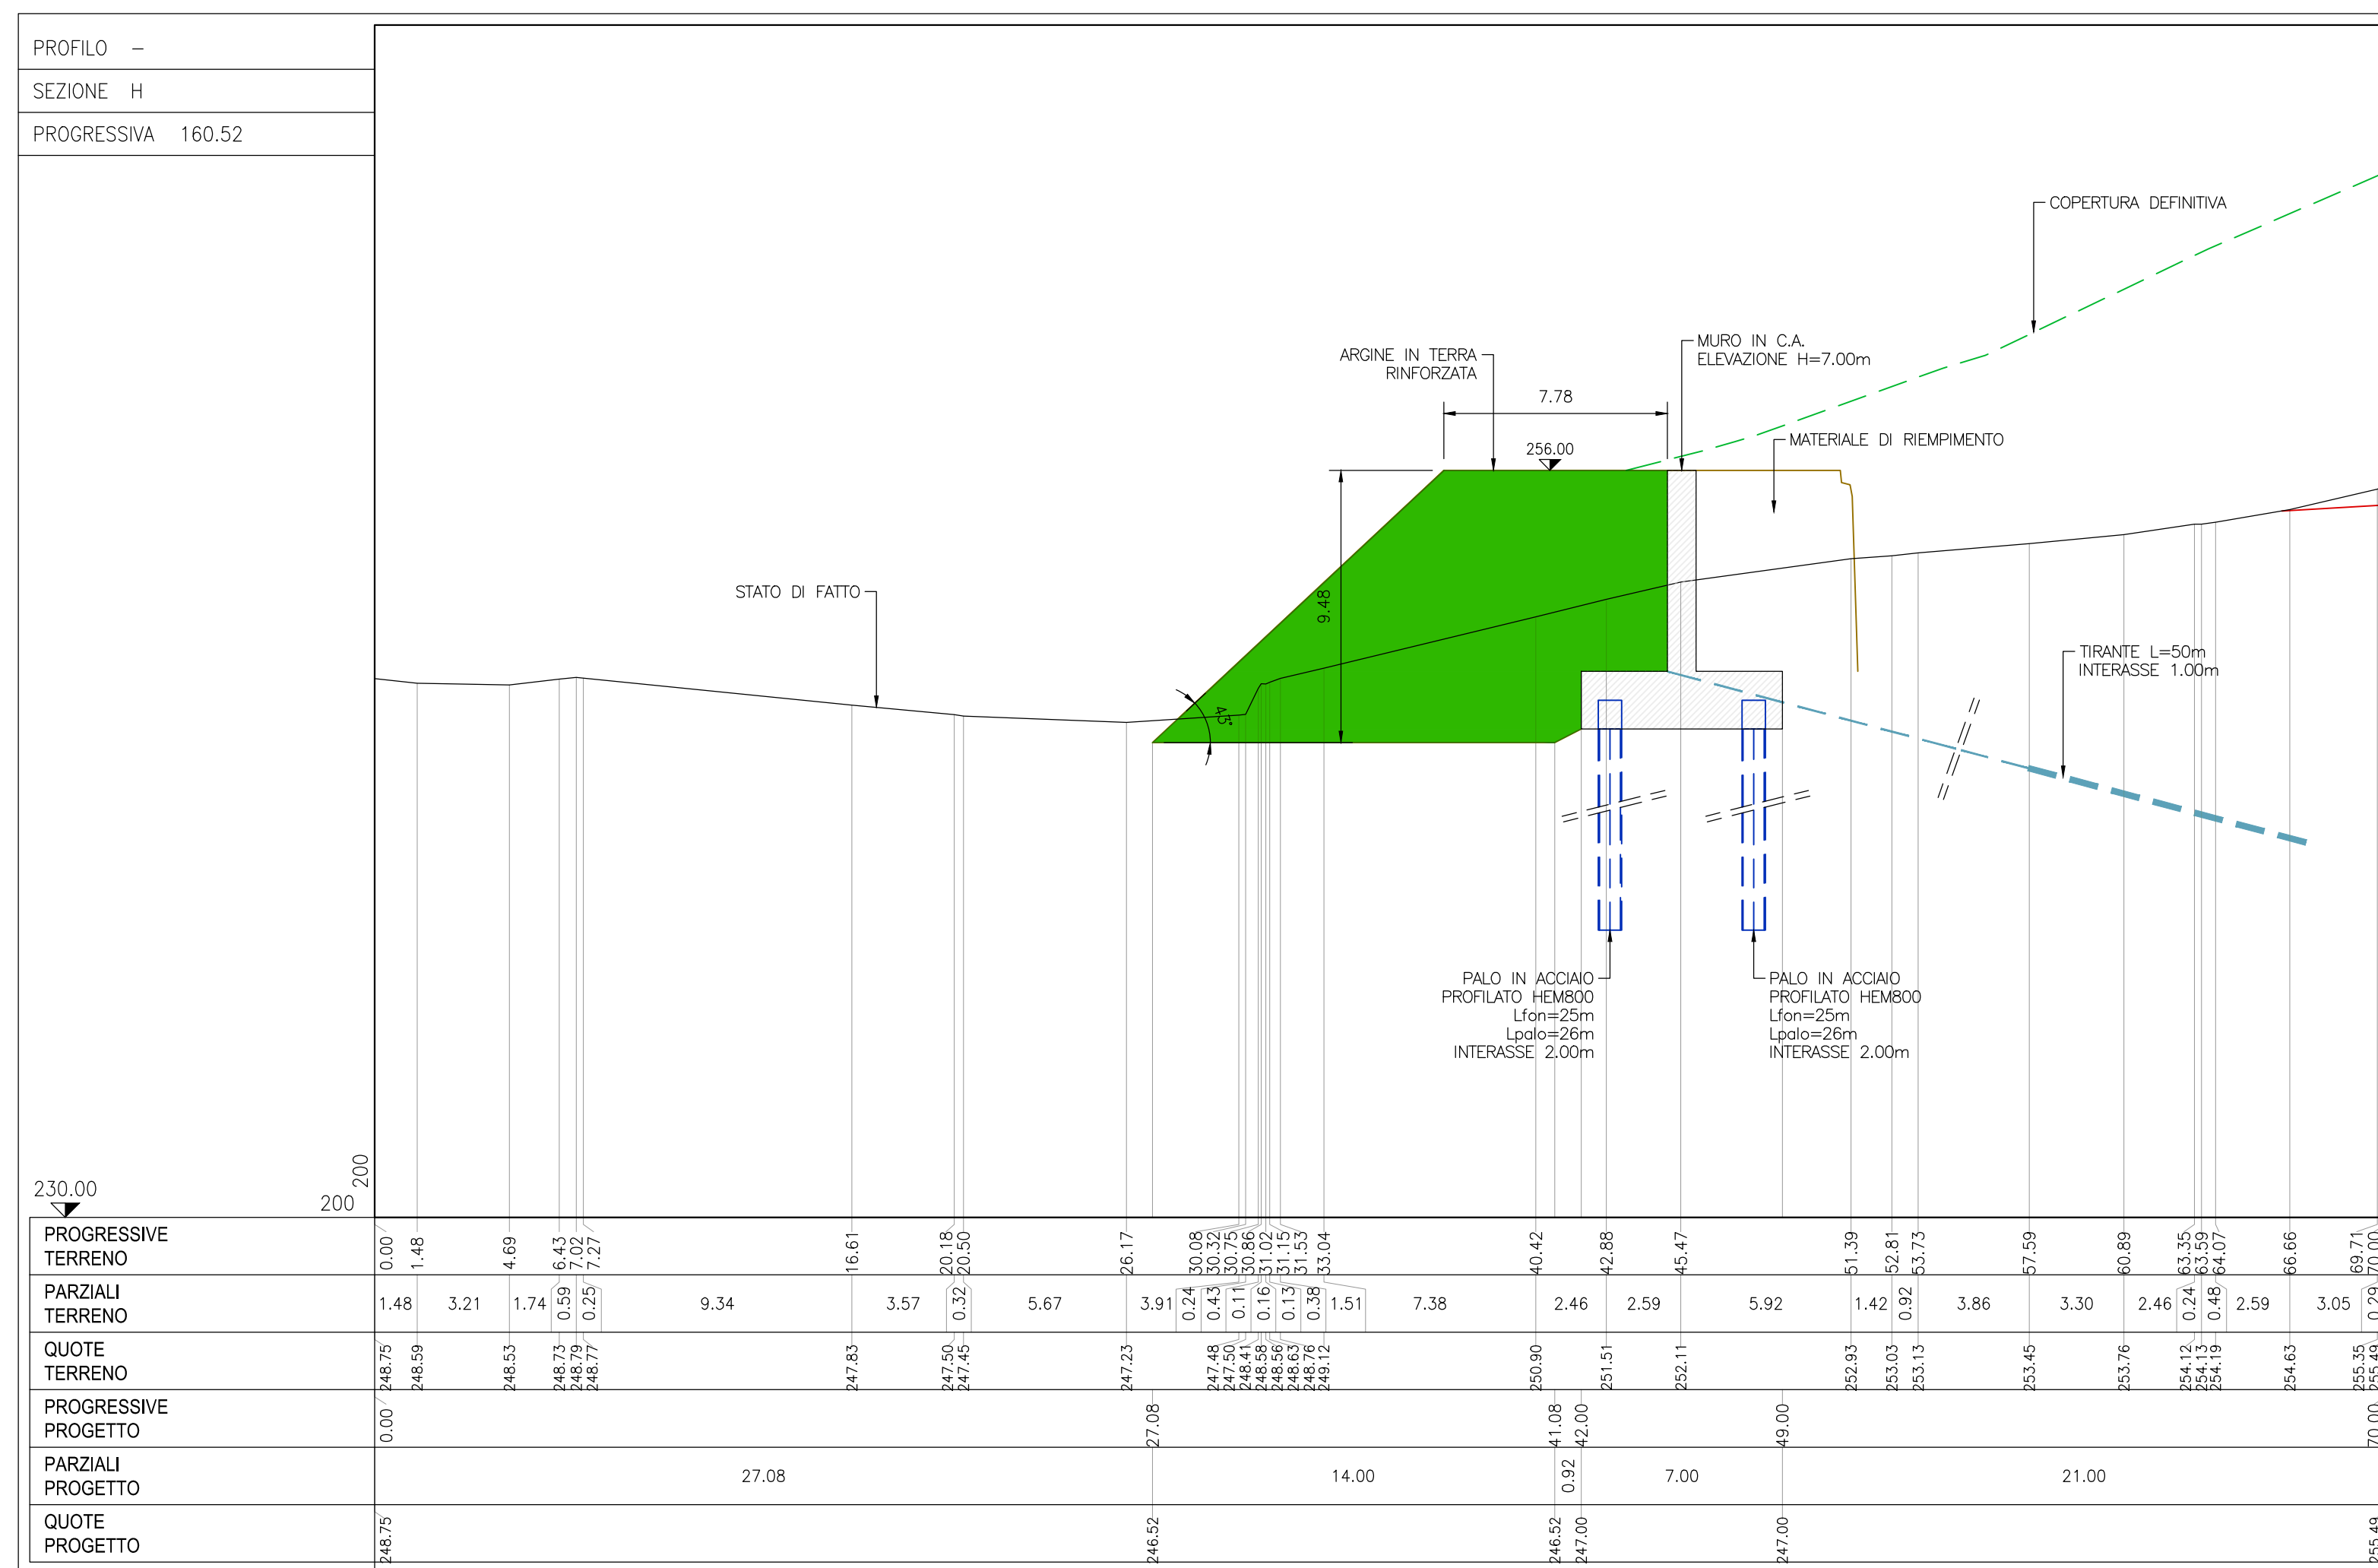 PROFILO -
SEZIONE H
PROGRESSIVA 160.52
COPERTURA DEFINITIVA
MURO IN C.A.
ELEVAZIONE H=7.00m
ARGINE IN TERRA
RINFORZATA
7.78
MATERIALE DI RIEMPIMENTO
256.00
STATO DI FATTO
9.48
43°
TIRANTE L=50m
INTERASSE 1.00m
PALO IN ACCIAIO
PROFILATO HEM800
Lfon=25m
Lpalo=26m
INTERASSE 2.00m
PALO IN ACCIAIO
PROFILATO HEM800
Lfon=25m
Lpalo=26m
INTERASSE 2.00m
230.00
200
200
PROGRESSIVE
TERRENO
0.00 1.48 4.69 6.43 7.02 7.27 16.61 20.18 20.50 26.17 30.08 30.32 30.75 30.86 31.02 31.15 31.53 33.04 40.42 42.88 45.47 51.39 52.81 53.73 57.59 60.89 63.35 63.59 64.07 66.66 69.71 70.00
PARZIALI
TERRENO
1.48 3.21 1.74 0.59 0.25 9.34 3.57 0.32 5.67 3.91 0.24 0.43 0.11 0.16 0.13 0.38 1.51 7.38 2.46 2.59 5.92 1.42 0.92 3.86 3.30 2.46 0.24 0.48 2.59 3.05 0.29
QUOTE
TERRENO
248.75 248.59 248.53 248.73 248.79 248.77 247.83 247.50 247.45 247.23 247.48 247.50 248.41 248.58 248.56 248.63 248.76 249.12 250.90 251.51 252.11 252.93 253.03 253.13 253.45 253.76 254.12 254.13 254.19 254.63 255.35 255.49
PROGRESSIVE
PROGETTO
0.00 27.08 41.08 42.00 49.00 70.00
PARZIALI
PROGETTO
27.08 14.00 0.92 7.00 21.00
QUOTE
PROGETTO
248.75 246.52 246.52 247.00 247.00 255.49